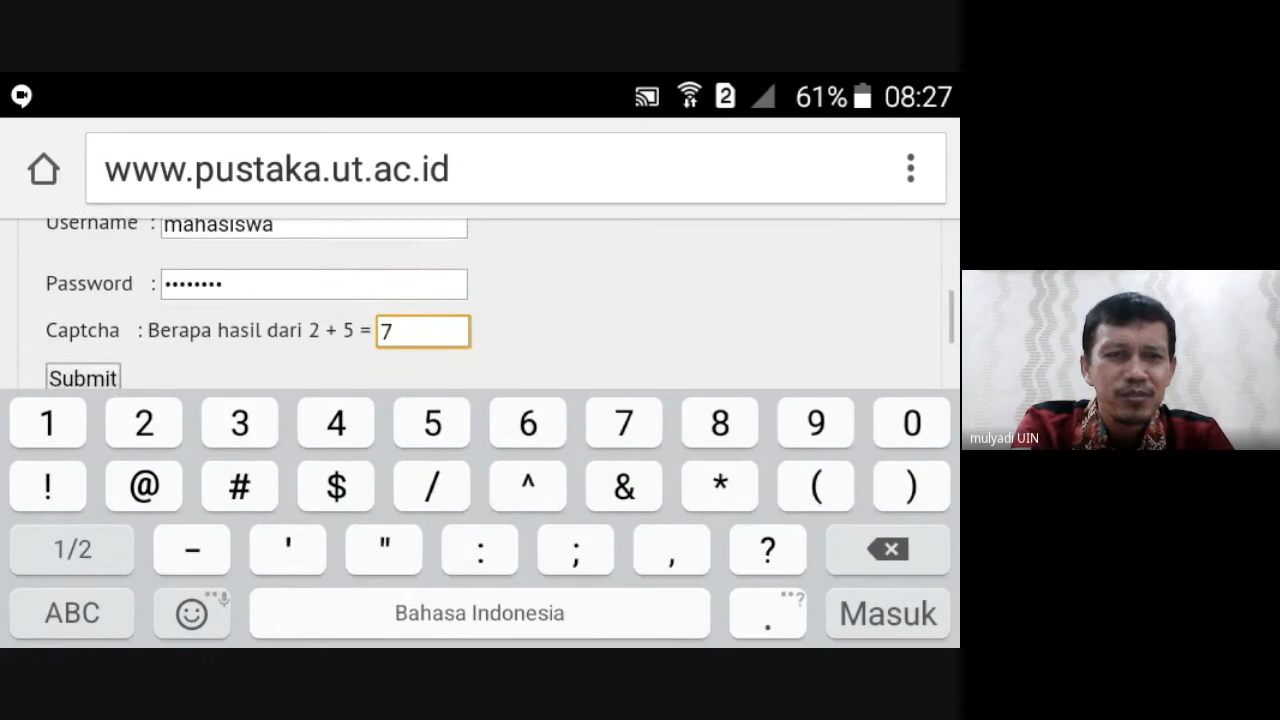 2 61% 08:27
www.pustaka.ut.ac.id
Username : mahasiswa
Password : ••••••••
Captcha : Berapa hasil dari 2 + 5 = 7
Submit
1 2 3 4 5 6 7 8 9 0
! @ # $ / ^ & * ( )
1/2 - ' " : ; , ?
ABC Bahasa Indonesia . Masuk
mulyadi UIN